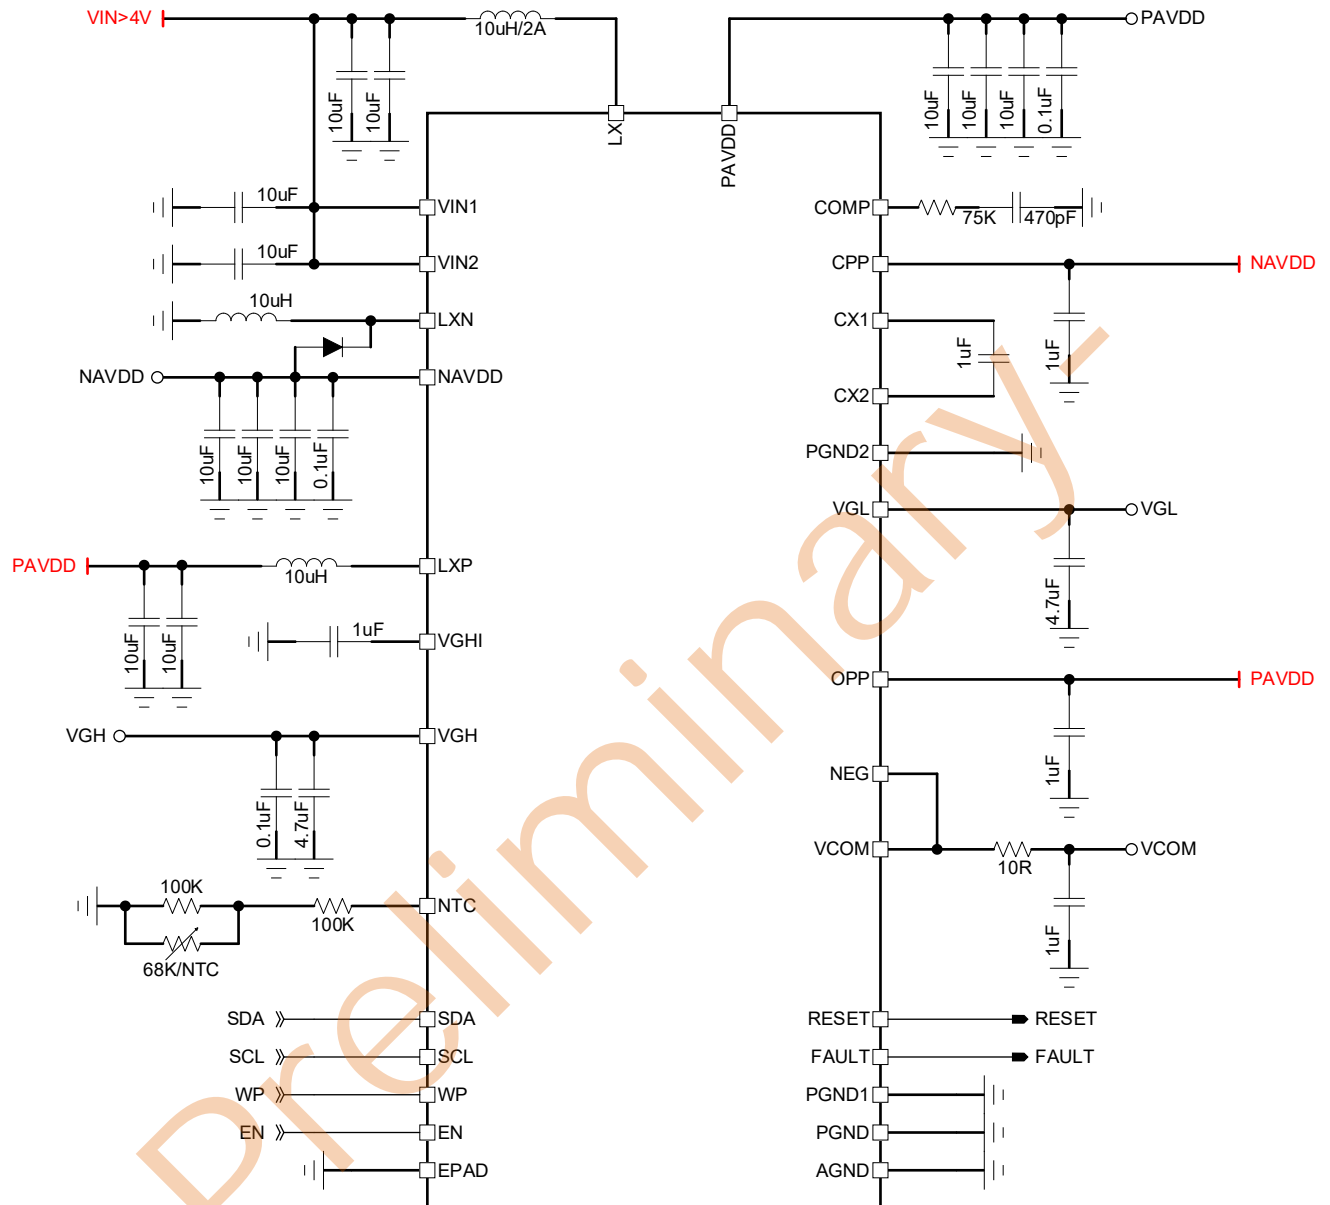 VIN>4V
10uH/2A
PAVDD
10uF
10uF
LX
PAVDD
10uF
10uF
10uF
0.1uF
10uF
VIN1
COMP
75K
470pF
10uF
VIN2
CPP
NAVDD
10uH
LXN
CX1
1uF
1uF
NAVDD
NAVDD
CX2
10uF
10uF
10uF
0.1uF
PGND2
VGL
VGL
PAVDD
10uH
LXP
4.7uF
10uF
10uF
1uF
VGHI
OPP
PAVDD
VGH
VGH
1uF
0.1uF
4.7uF
NEG
VCOM
10R
VCOM
100K
100K
NTC
68K/NTC
1uF
SDA
SDA
RESET
RESET
SCL
SCL
FAULT
FAULT
WP
WP
PGND1
EN
EN
PGND
EPAD
AGND
Preliminary-